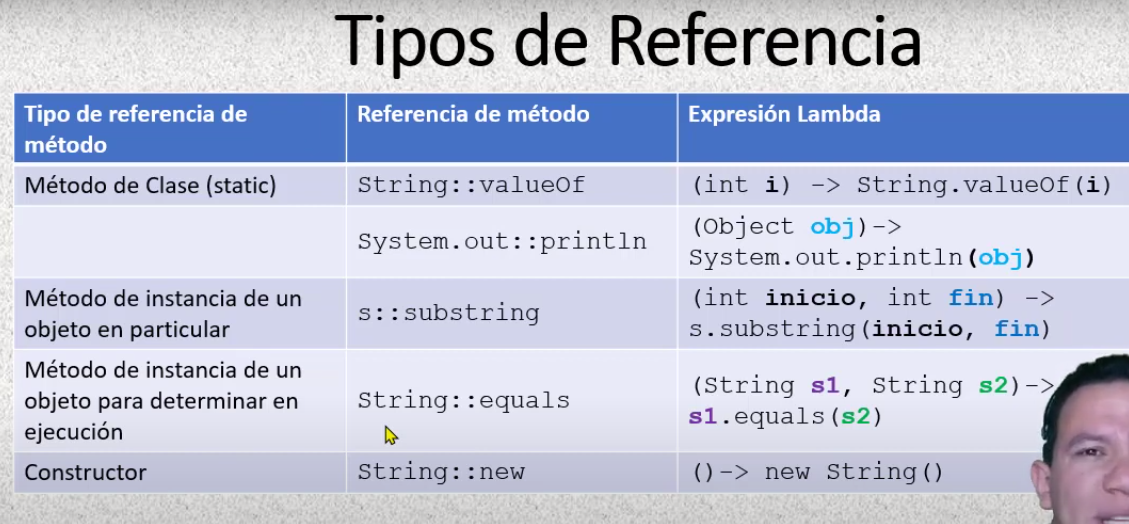 Tipos de Referencia
Tipo de referencia de
método
Referencia de método
Expresión Lambda
Método de Clase (static)
String::valueOf
(int i) -> String.valueOf(i)
System.out::println
(Object obj)->
System.out.println(obj)
Método de instancia de un
objeto en particular
s::substring
(int inicio, int fin) ->
s.substring(inicio, fin)
Método de instancia de un
objeto para determinar en
ejecución
String::equals
(String s1, String s2)->
s1.equals(s2)
Constructor
String::new
()-> new String()